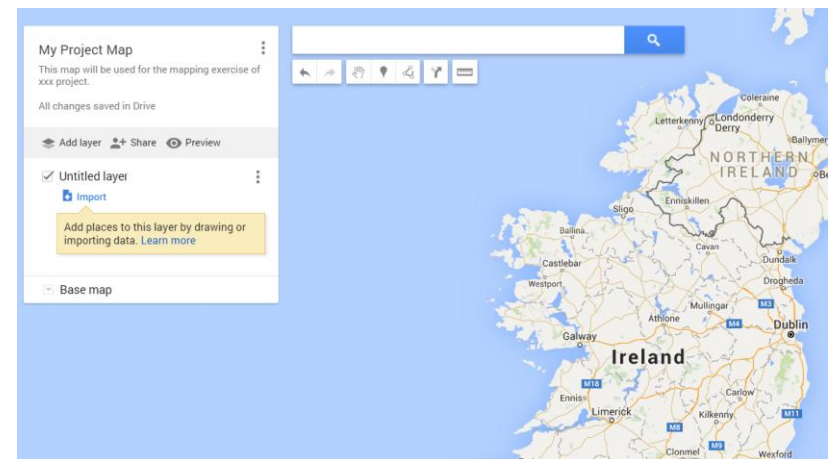 My Project Map
This map will be used for the mapping exercise of
xxx project.
All changes saved in Drive
Add layer Share Preview
Untitled layer
Import
Add places to this layer by drawing or
importing data. Learn more
Base map
Coleraine
Letterkenny Londonderry
Derry
Ballymen
NORTHERN
IRELAND
Be
Enniskillen
Sligo
Ballina
Cavan
Dundalk
Castlebar
Westport
Drogheda
Mullingar M3
Athlone M4 Dublin
Galway
Ireland
M18
Ennis
Carlow
Limerick
Kilkenny M11
M8
Clonmel M9 Wexford